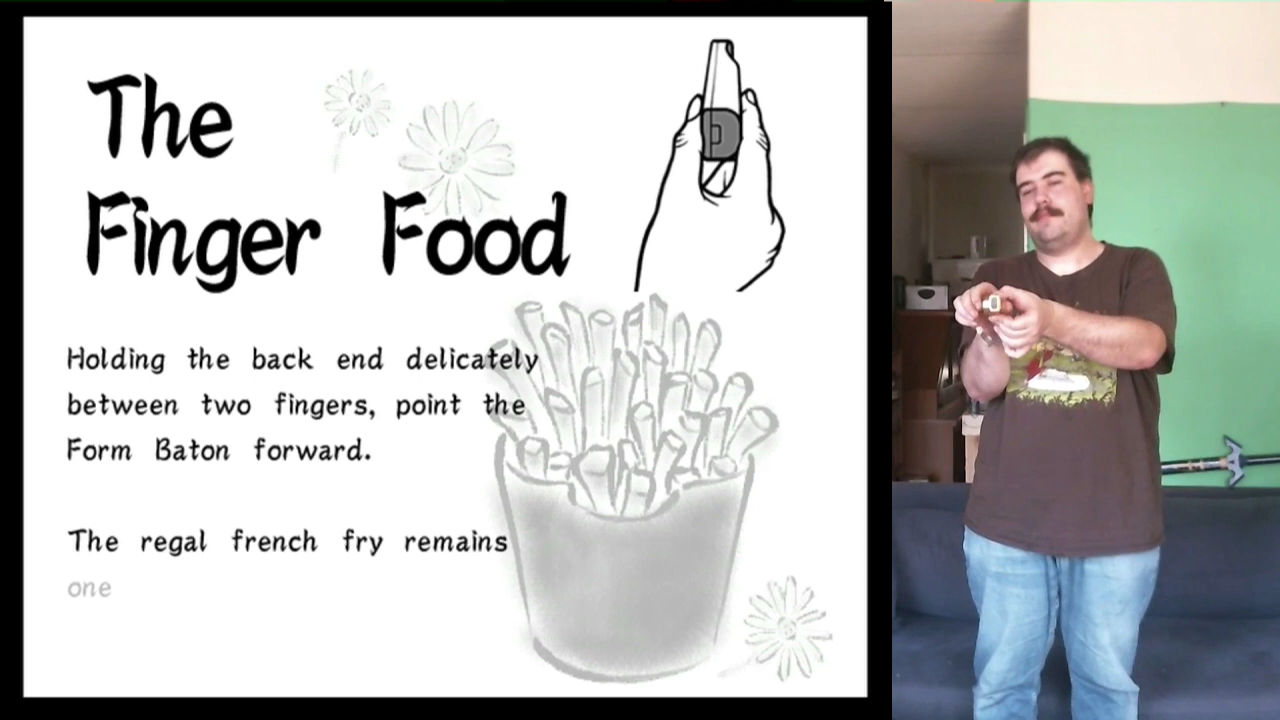 The
Finger Food
Holding the back end delicately
between two fingers, point the
Form Baton forward.
The regal french fry remains
one